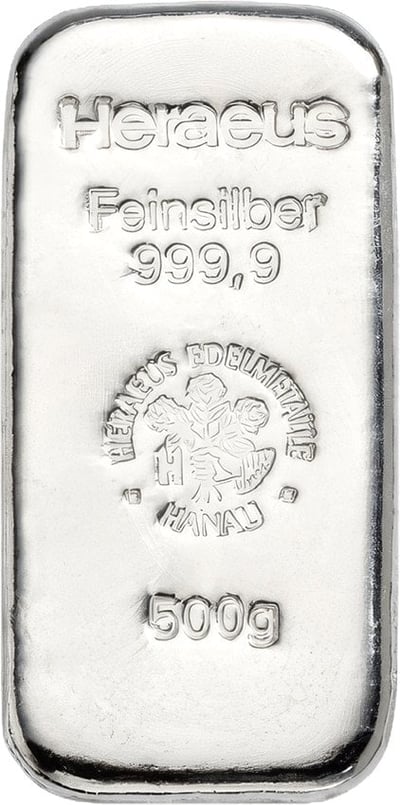 Heraeus
Feinsilber
999,9
HERAEUS EDELMETALLE
HANAU
500g